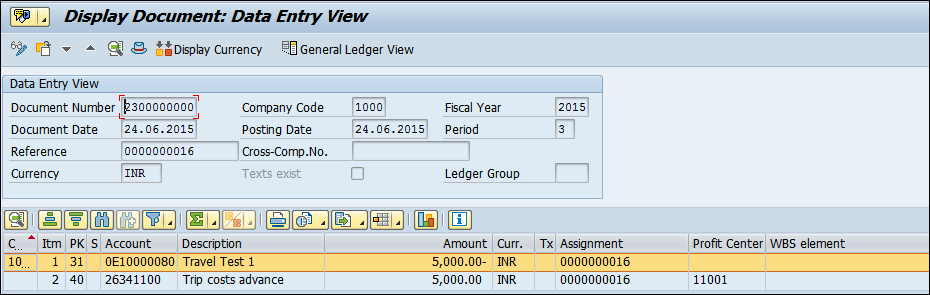 Display Document: Data Entry View
Display Currency General Ledger View
Data Entry View
Document Number 2300000000 Company Code 1000 Fiscal Year 2015
Document Date 24.06.2015 Posting Date 24.06.2015 Period 3
Reference 0000000016 Cross-Comp.No.
Currency INR Texts exist Ledger Group
C... Itm PK S Account Description Amount Curr. Tx Assignment Profit Center WBS element
10... 1 31 0E10000080 Travel Test 1 5,000.00- INR 0000000016
2 40 26341100 Trip costs advance 5,000.00 INR 0000000016 11001